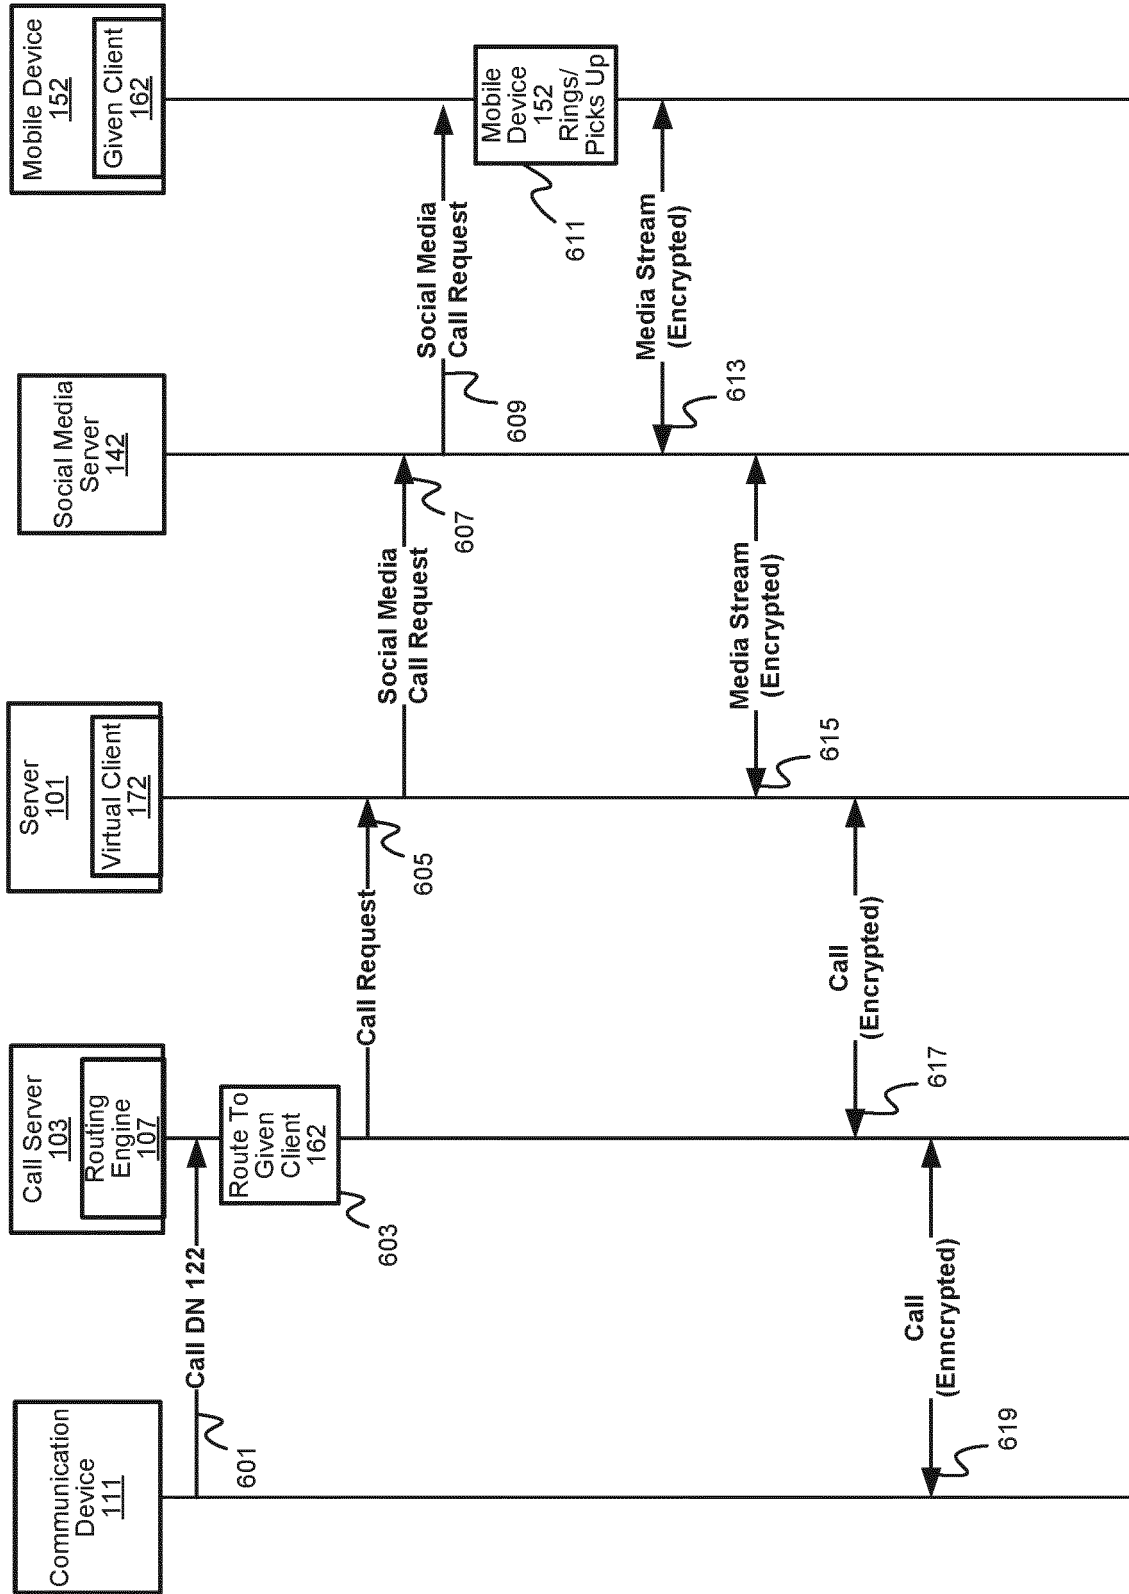 Communication
Device
111
Call Server
103
Routing
Engine
107
Server
101
Virtual Client
172
Social Media
Server
142
Mobile Device
152
Given Client
162
Call DN 122
601
Route To
Given
Client
162
603
Call Request
605
Social Media
Call Request
607
Social Media
Call Request
609
Mobile
Device
152
Rings/
Picks Up
611
Media Stream
(Encrypted)
613
Media Stream
(Encrypted)
615
Call
(Encrypted)
617
Call
(Enncrypted)
619